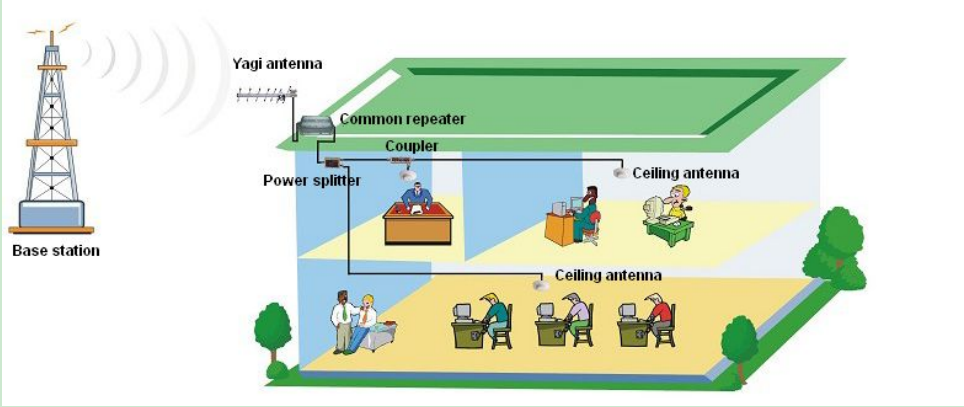 Yagi antenna
Common repeater
Coupler
Power splitter
Ceiling antenna
Base station
Ceiling antenna